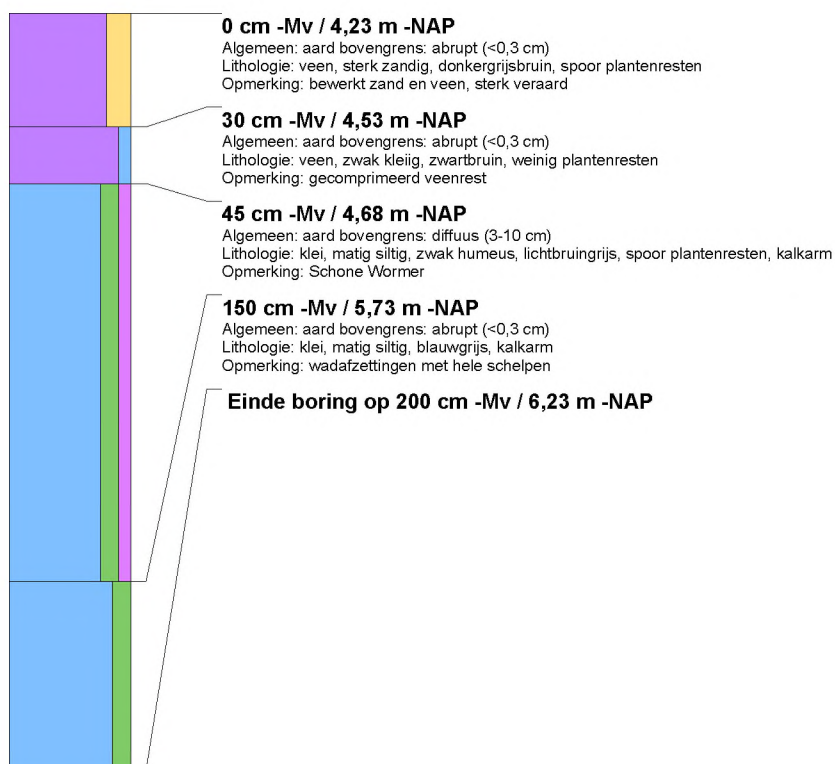 0 cm -Mv / 4,23 m -NAP
Algemeen: aard bovengrens: abrupt (<0,3 cm)
Lithologie: veen, sterk zandig, donkergrijsbruin, spoor plantenresten
Opmerking: bewerkt zand en veen, sterk veraard
30 cm -Mv / 4,53 m -NAP
Algemeen: aard bovengrens: abrupt (<0,3 cm)
Lithologie: veen, zwak kleiig, zwartbruin, weinig plantenresten
Opmerking: gecomprimeerd veenrest
45 cm -Mv / 4,68 m -NAP
Algemeen: aard bovengrens: diffuus (3-10 cm)
Lithologie: klei, matig siltig, zwak humeus, lichtbruingrijs, spoor plantenresten, kalkarm
Opmerking: Schone Wormer
150 cm -Mv / 5,73 m -NAP
Algemeen: aard bovengrens: abrupt (<0,3 cm)
Lithologie: klei, matig siltig, blauwgrijs, kalkarm
Opmerking: wadafzettingen met hele schelpen
Einde boring op 200 cm -Mv / 6,23 m -NAP